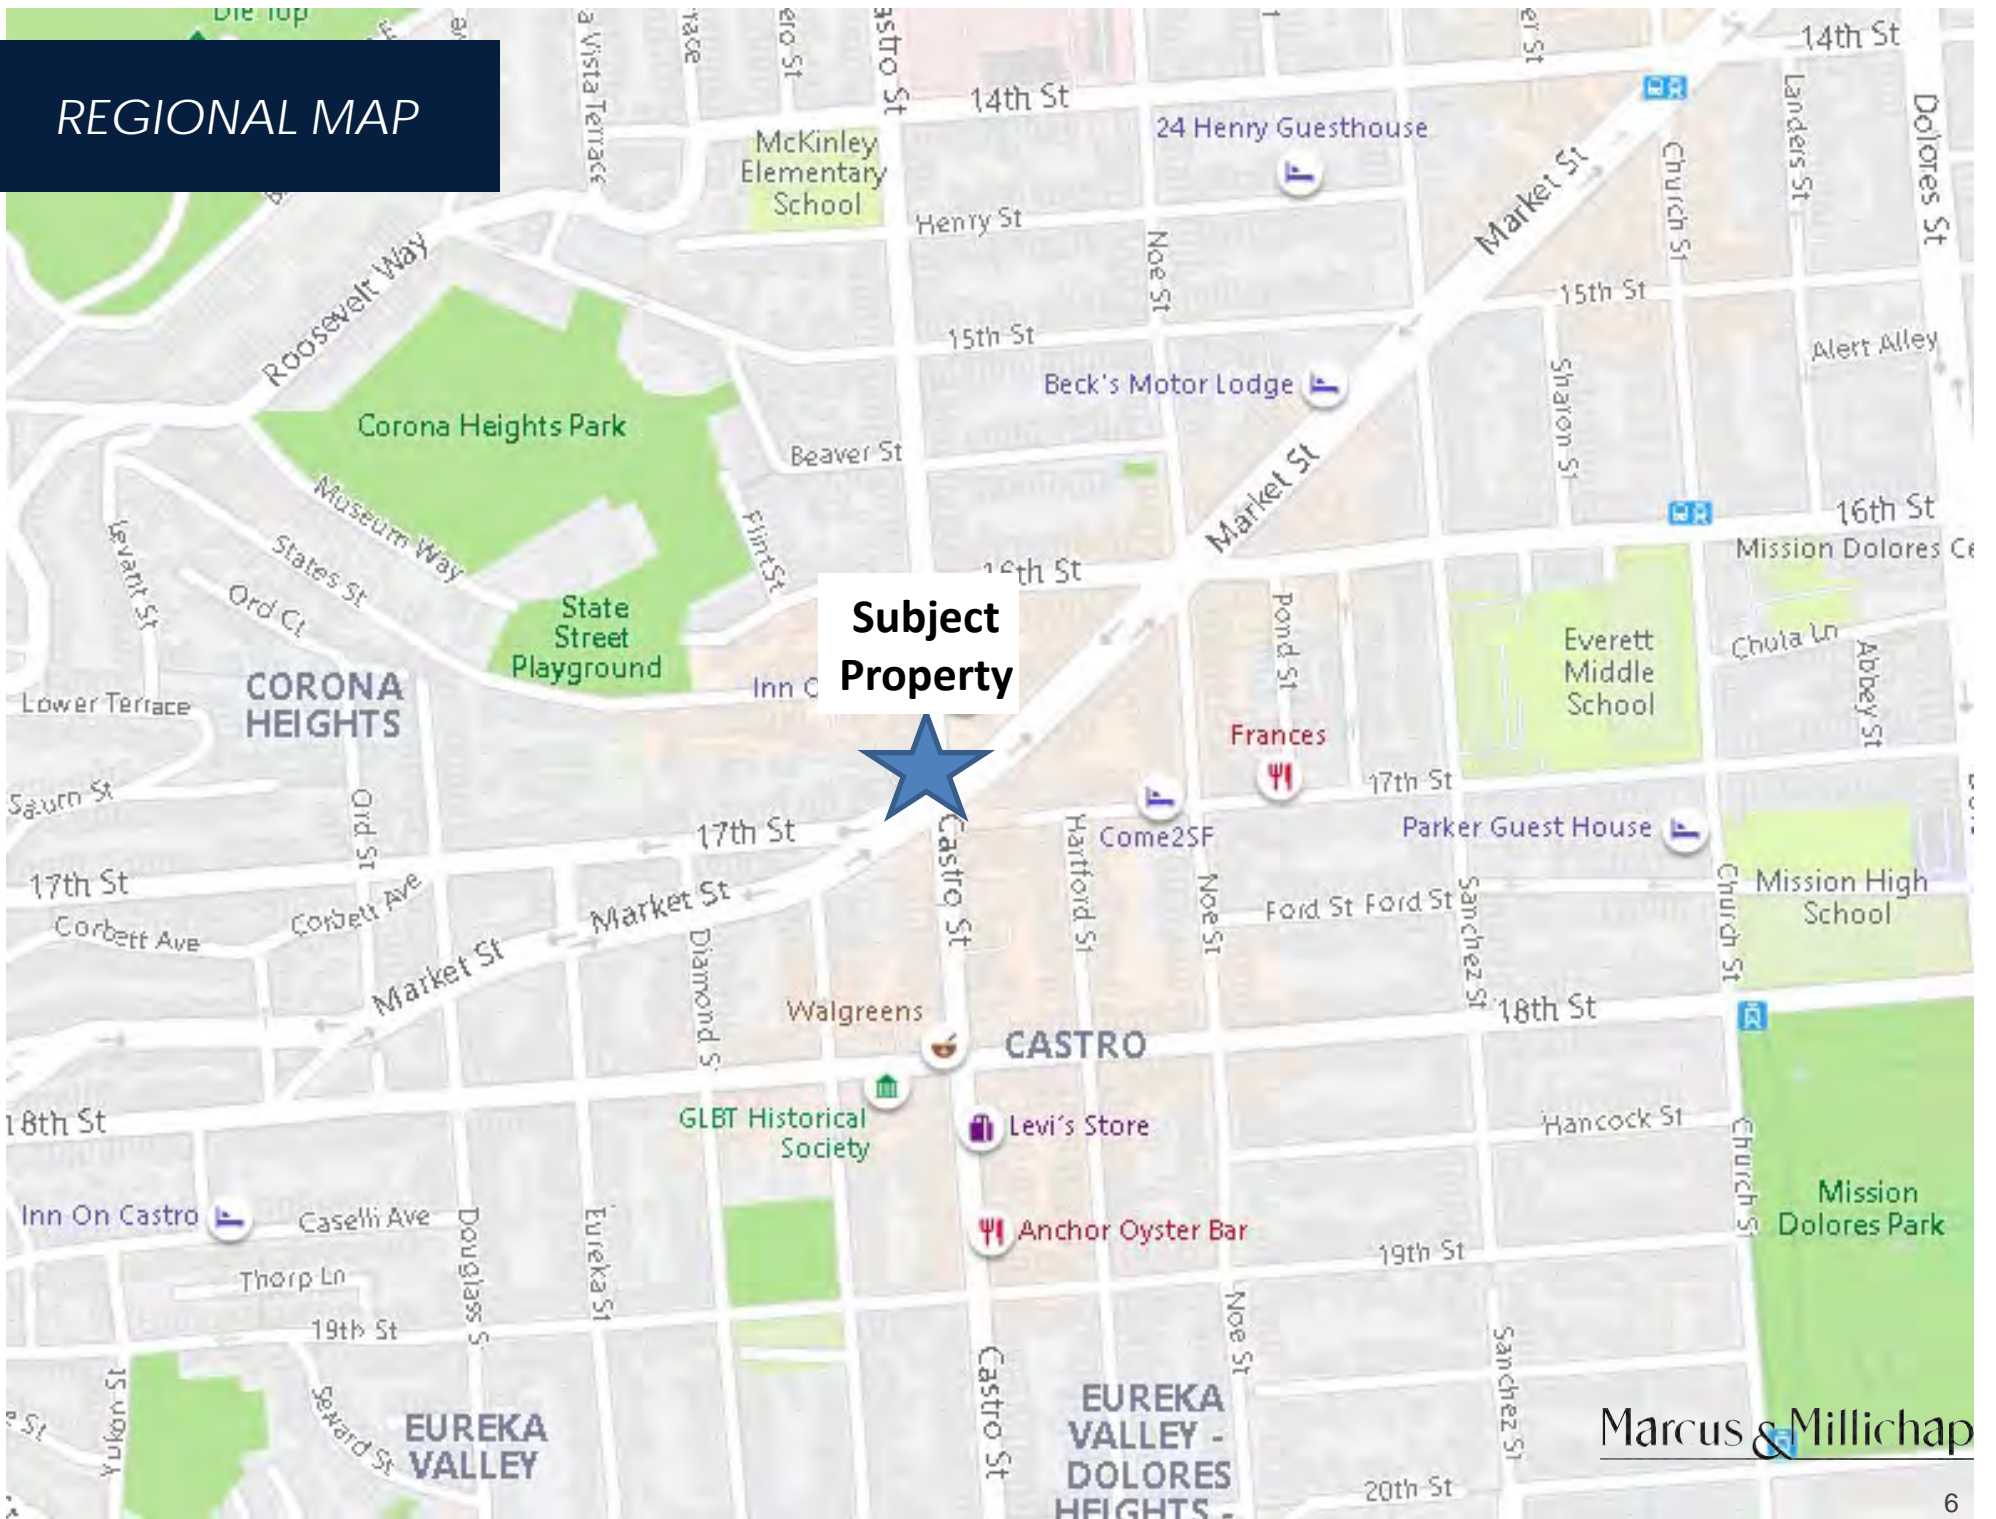 REGIONAL MAP
14th St
14th St
24 Henry Guesthouse
McKinley
Elementary
School
Henry St
Market St
Church St
Landers St
Dolores St
Noe St
Roosevelt Way
15th St
15th St
Alert Alley
Beck's Motor Lodge
Sharon St
Corona Heights Park
Beaver St
Market St
Museum Way
Flint St
16th St
Mission Dolores Ce
States St
Levant St
Ord Ct
State
Street
Playground
Subject
Property
Pond St
Everett
Middle
School
Chula Ln
Abbey St
CORONA
HEIGHTS
Lower Terrace
Inn
Frances
17th St
Ord St
17th St
Castro St
Hartford St
Come2SF
Parker Guest House
17th St
Corbett Ave
Corbett Ave
Market St
Market St
Diamond S
Noe St
Ford St
Ford St
Sanchez St
Church St
Mission High
School
Walgreens
CASTRO
18th St
18th St
GLBT Historical
Society
Levi's Store
Hancock St
Church St
Mission
Dolores Park
Inn On Castro
Caselli Ave
Douglass S
Eureka St
Anchor Oyster Bar
19th St
Thorp Ln
19th St
Noe St
Sanchez St
Castro St
Yukon St
Seward St
EUREKA
VALLEY
EUREKA
VALLEY -
DOLORES
HEIGHTS -
20th St
Marcus & Millichap
6